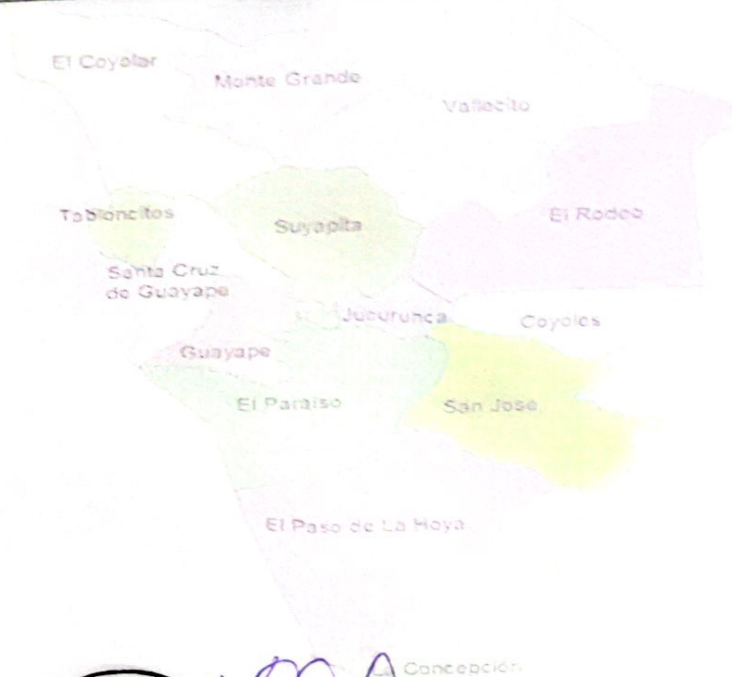 El Coyolar
Monte Grande
Vallecito
Tabloncitos
Suyapita
El Rodeo
Santa Cruz
de Guayape
Jucurunca
Coyoles
Guayape
El Paraiso
San Jose
El Paso de La Hoya
Concepción